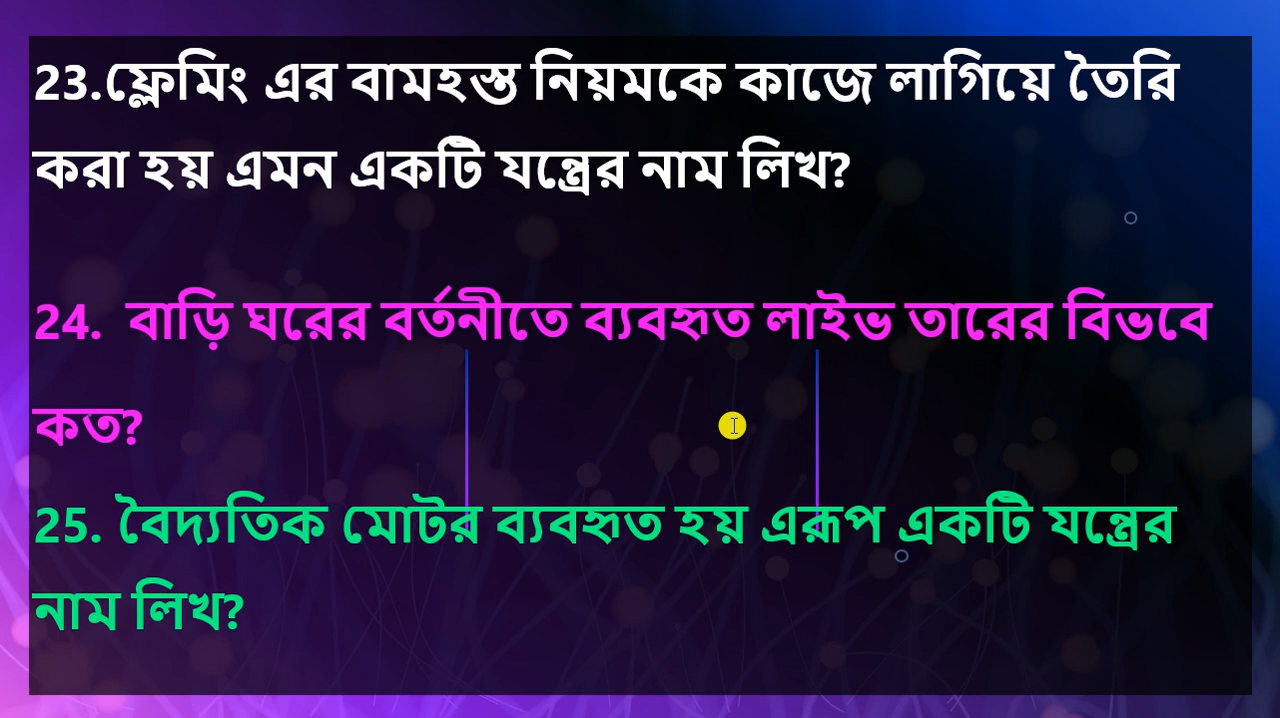 23.ফ্লেমিং এর বামহস্ত নিয়মকে কাজে লাগিয়ে তৈরি
করা হয় এমন একটি যন্ত্রের নাম লিখ?
24. বাড়ি ঘরের বর্তনীতে ব্যবহৃত লাইভ তারের বিভবে
কত?
25. বৈদ্যতিক মোটর ব্যবহৃত হয় এরূপ একটি যন্ত্রের
নাম লিখ?